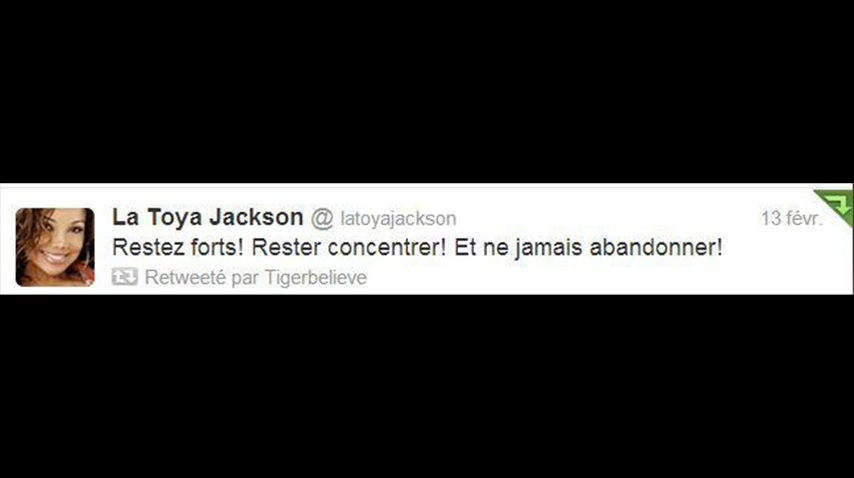 La Toya Jackson @ latoyajackson 13 févr.
Restez forts! Rester concentrer! Et ne jamais abandonner!
Retweeté par Tigerbelieve